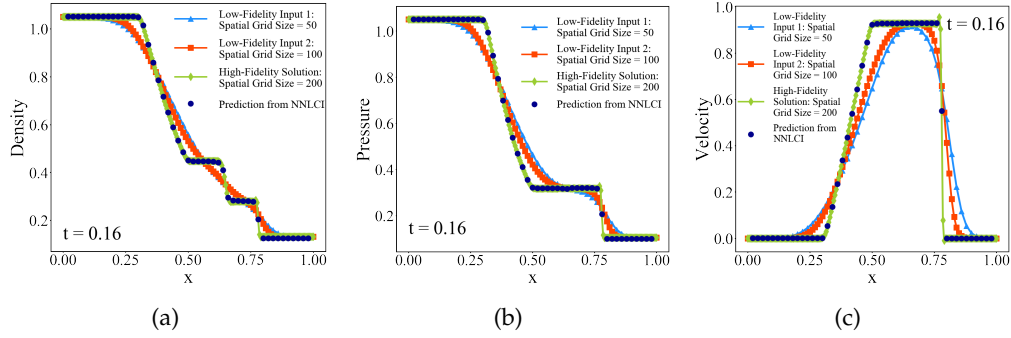 1.0
0.8
0.6
0.4
0.2
Density
Low-Fidelity Input 1:
Spatial Grid Size = 50
Low-Fidelity Input 2:
Spatial Grid Size = 100
High-Fidelity Solution:
Spatial Grid Size = 200
Prediction from NNLCI
t = 0.16
0.00 0.25 0.50 0.75 1.00
x
(a)
1.0
0.8
0.6
0.4
0.2
Pressure
Low-Fidelity Input 1:
Spatial Grid Size = 50
Low-Fidelity Input 2:
Spatial Grid Size = 100
High-Fidelity Solution:
Spatial Grid Size = 200
Prediction from NNLCI
t = 0.16
0.00 0.25 0.50 0.75 1.00
x
(b)
1.0
0.8
0.6
0.4
0.2
0.0
Velocity
Low-Fidelity
Input 1: Spatial
Grid Size = 50
Low-Fidelity
Input 2: Spatial
Grid Size = 100
High-Fidelity
Solution: Spatial
Grid Size = 200
Prediction from
NNLCI
t = 0.16
0.00 0.25 0.50 0.75 1.00
x
(c)